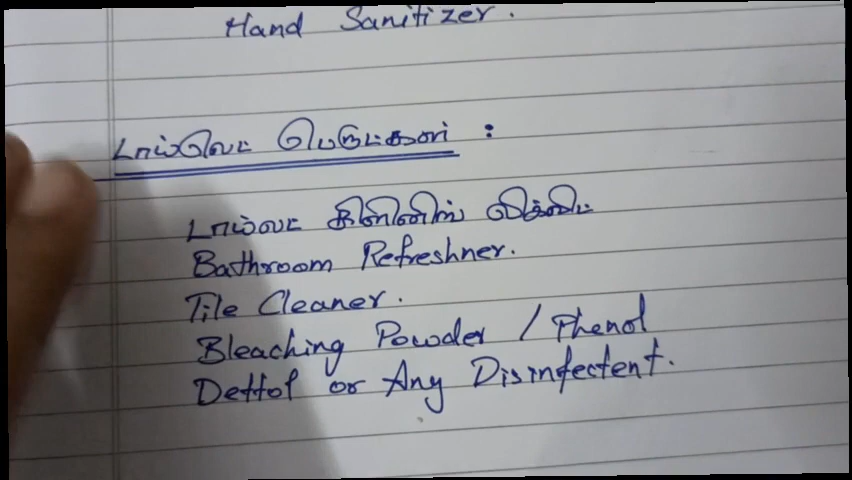 Hand Sanitizer.
டாய்லெட் பெருட்கள் :
டாய்லட் கிளினிங் லிக்விட்
Bathroom Refreshner.
Tile Cleaner.
Bleaching Powder / Phenol
Dettol or Any Disinfectent.